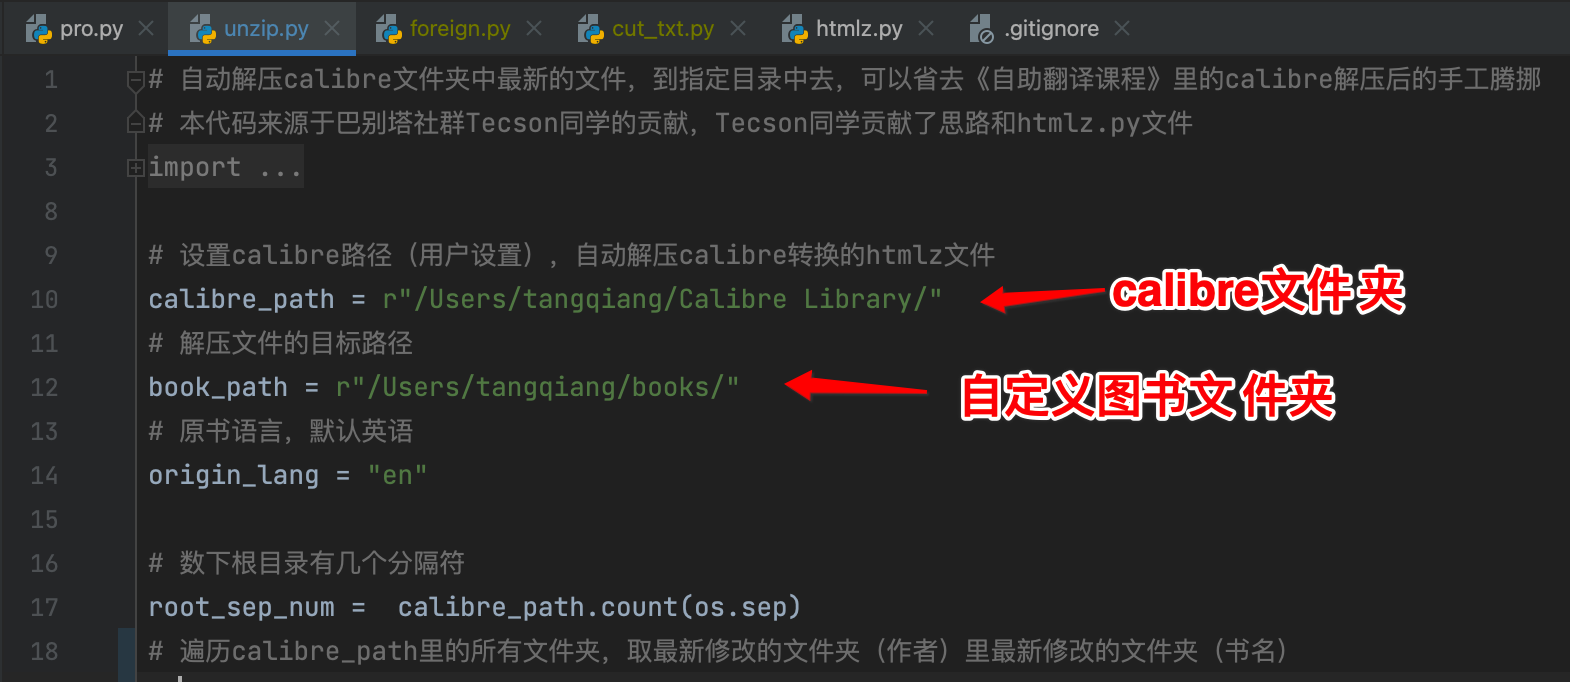 pro.py unzip.py foreign.py cut_txt.py htmlz.py .gitignore
1 # 自动解压calibre文件夹中最新的文件，到指定目录中去，可以省去《自助翻译课程》里的calibre解压后的手工腾挪
2 # 本代码来源于巴别塔社群Tecson同学的贡献，Tecson同学贡献了思路和htmlz.py文件
3 import ...
8
9 # 设置calibre路径（用户设置），自动解压calibre转换的htmlz文件
10 calibre_path = r"/Users/tangqiang/Calibre Library/" calibre文件夹
11 # 解压文件的目标路径
12 book_path = r"/Users/tangqiang/books/" 自定义图书文件夹
13 # 原书语言，默认英语
14 origin_lang = "en"
15
16 # 数下根目录有几个分隔符
17 root_sep_num =  calibre_path.count(os.sep)
18 # 遍历calibre_path里的所有文件夹，取最新修改的文件夹（作者）里最新修改的文件夹（书名）